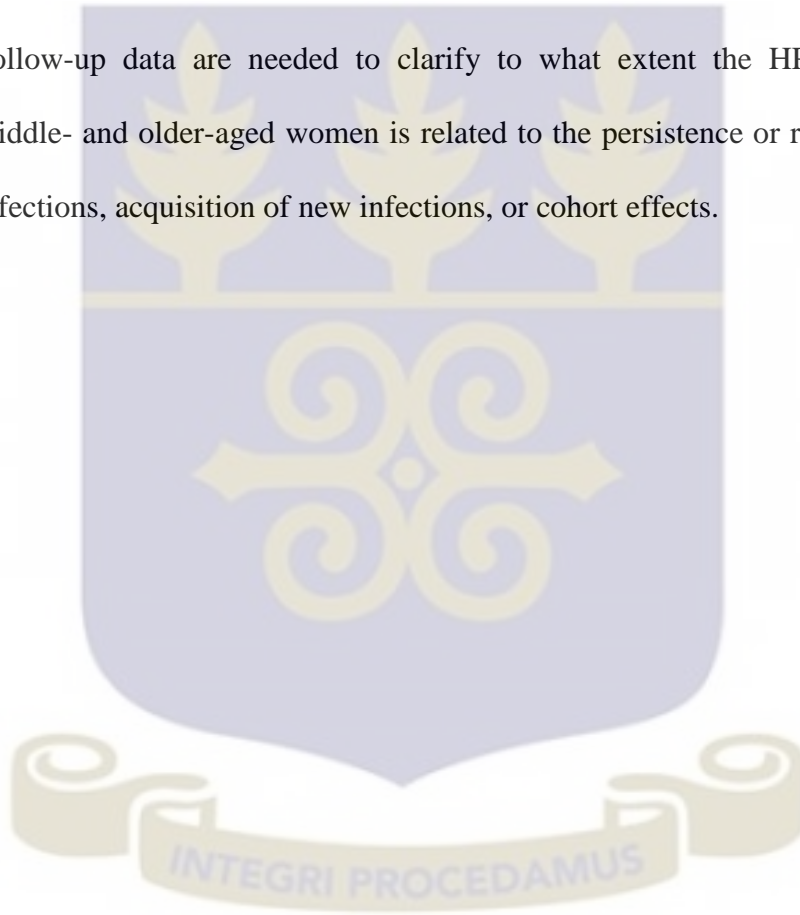 ollow-up data are needed to clarify to what extent the
iddle- and older-aged women is related to the persistence or
fections, acquisition of new infections, or cohort effects.
INTEGRI PROCEDAMUS